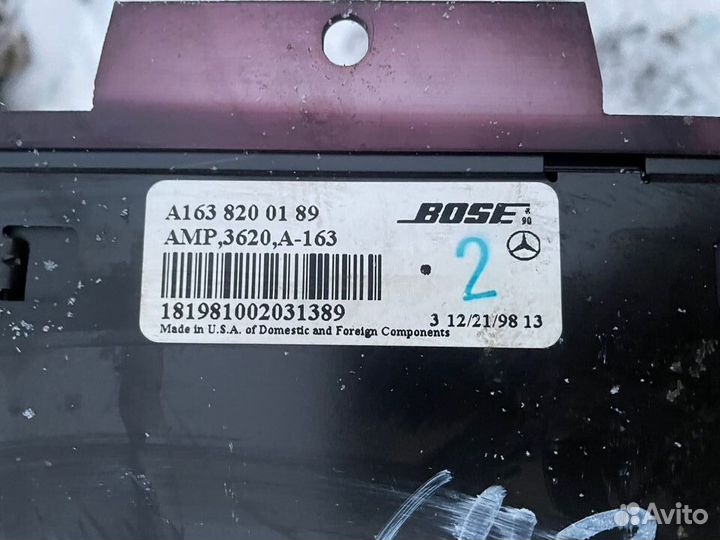 A163 820 01 89
BOSE
R
90
AMP,3620,A-163
2
181981002031389
3 12/21/98 13
Made in U.S.A. of Domestic and Foreign Components
Avito